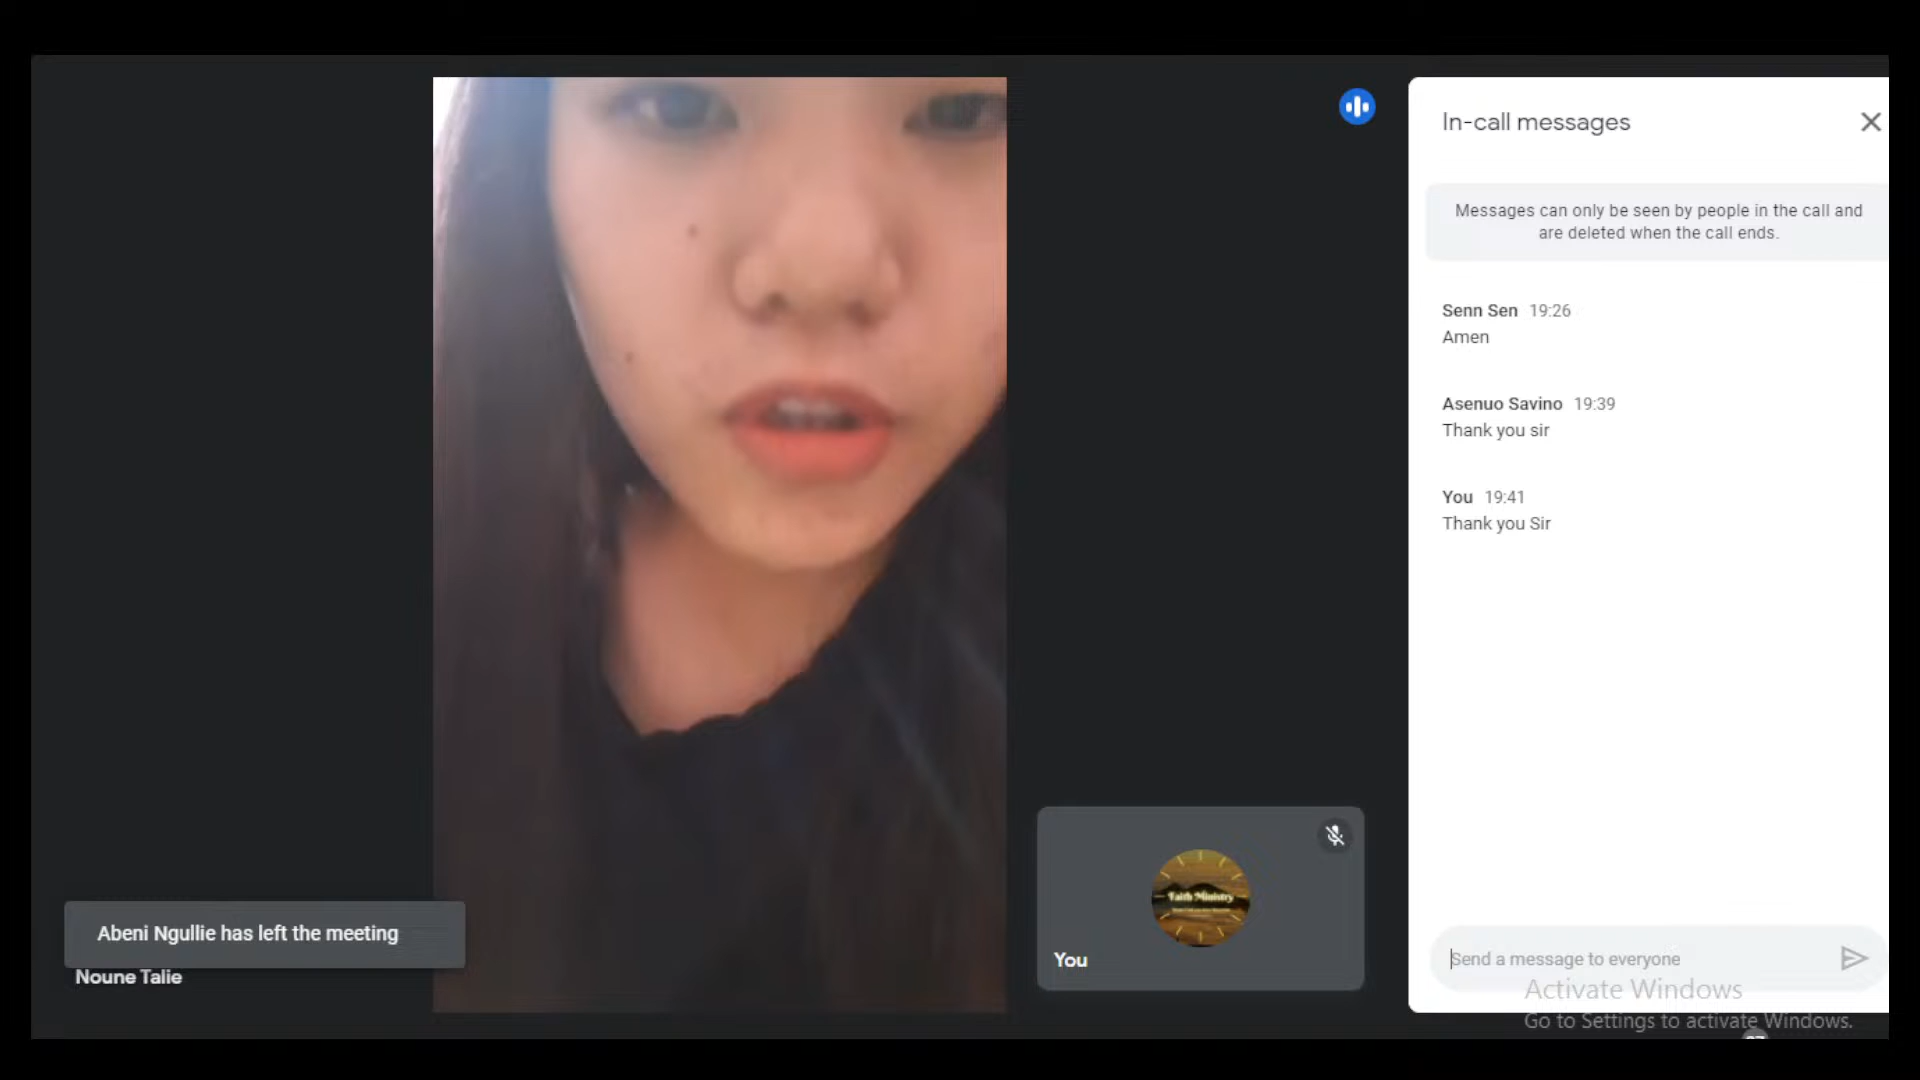 In-call messages
Messages can only be seen by people in the call and
are deleted when the call ends.
Senn Sen 19:26
Amen
Asenuo Savino 19:39
Thank you sir
You 19:41
Thank you Sir
Faith Ministry
You
Abeni Ngullie has left the meeting
Noune Talie
Send a message to everyone
Activate Windows
Go to Settings to activate Windows.